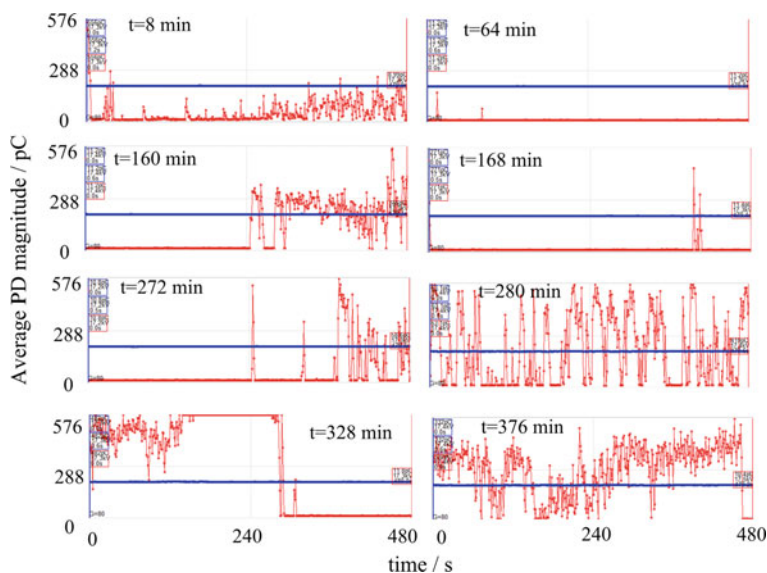 576 t=8 min t=64 min
288
0
576 t=160 min t=168 min
288
0
576 t=272 min t=280 min
288
0
576 t=328 min t=376 min
288
0
0 240 480 0 240 480
time / s
Average PD magnitude / pC